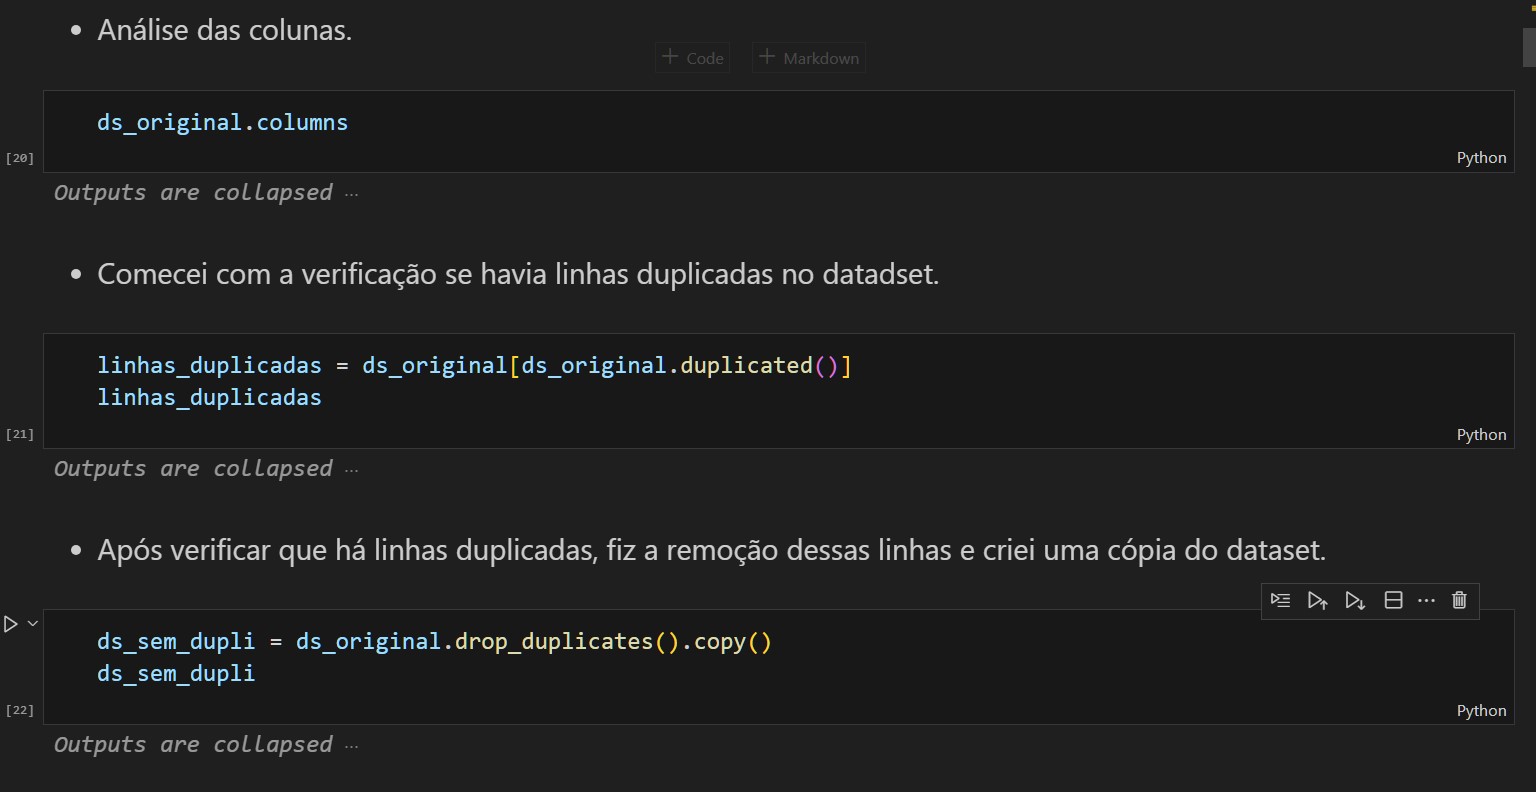 Análise das colunas.
Code Markdown
ds_original.columns
[20]
Python
Outputs are collapsed ...
Comecei com a verificação se havia linhas duplicadas no datadset.
linhas_duplicadas = ds_original[ds_original.duplicated()]
linhas_duplicadas
[21]
Python
Outputs are collapsed ...
Após verificar que há linhas duplicadas, fiz a remoção dessas linhas e criei uma cópia do dataset.
ds_sem_dupli = ds_original.drop_duplicates().copy()
ds_sem_dupli
[22]
Python
Outputs are collapsed ...